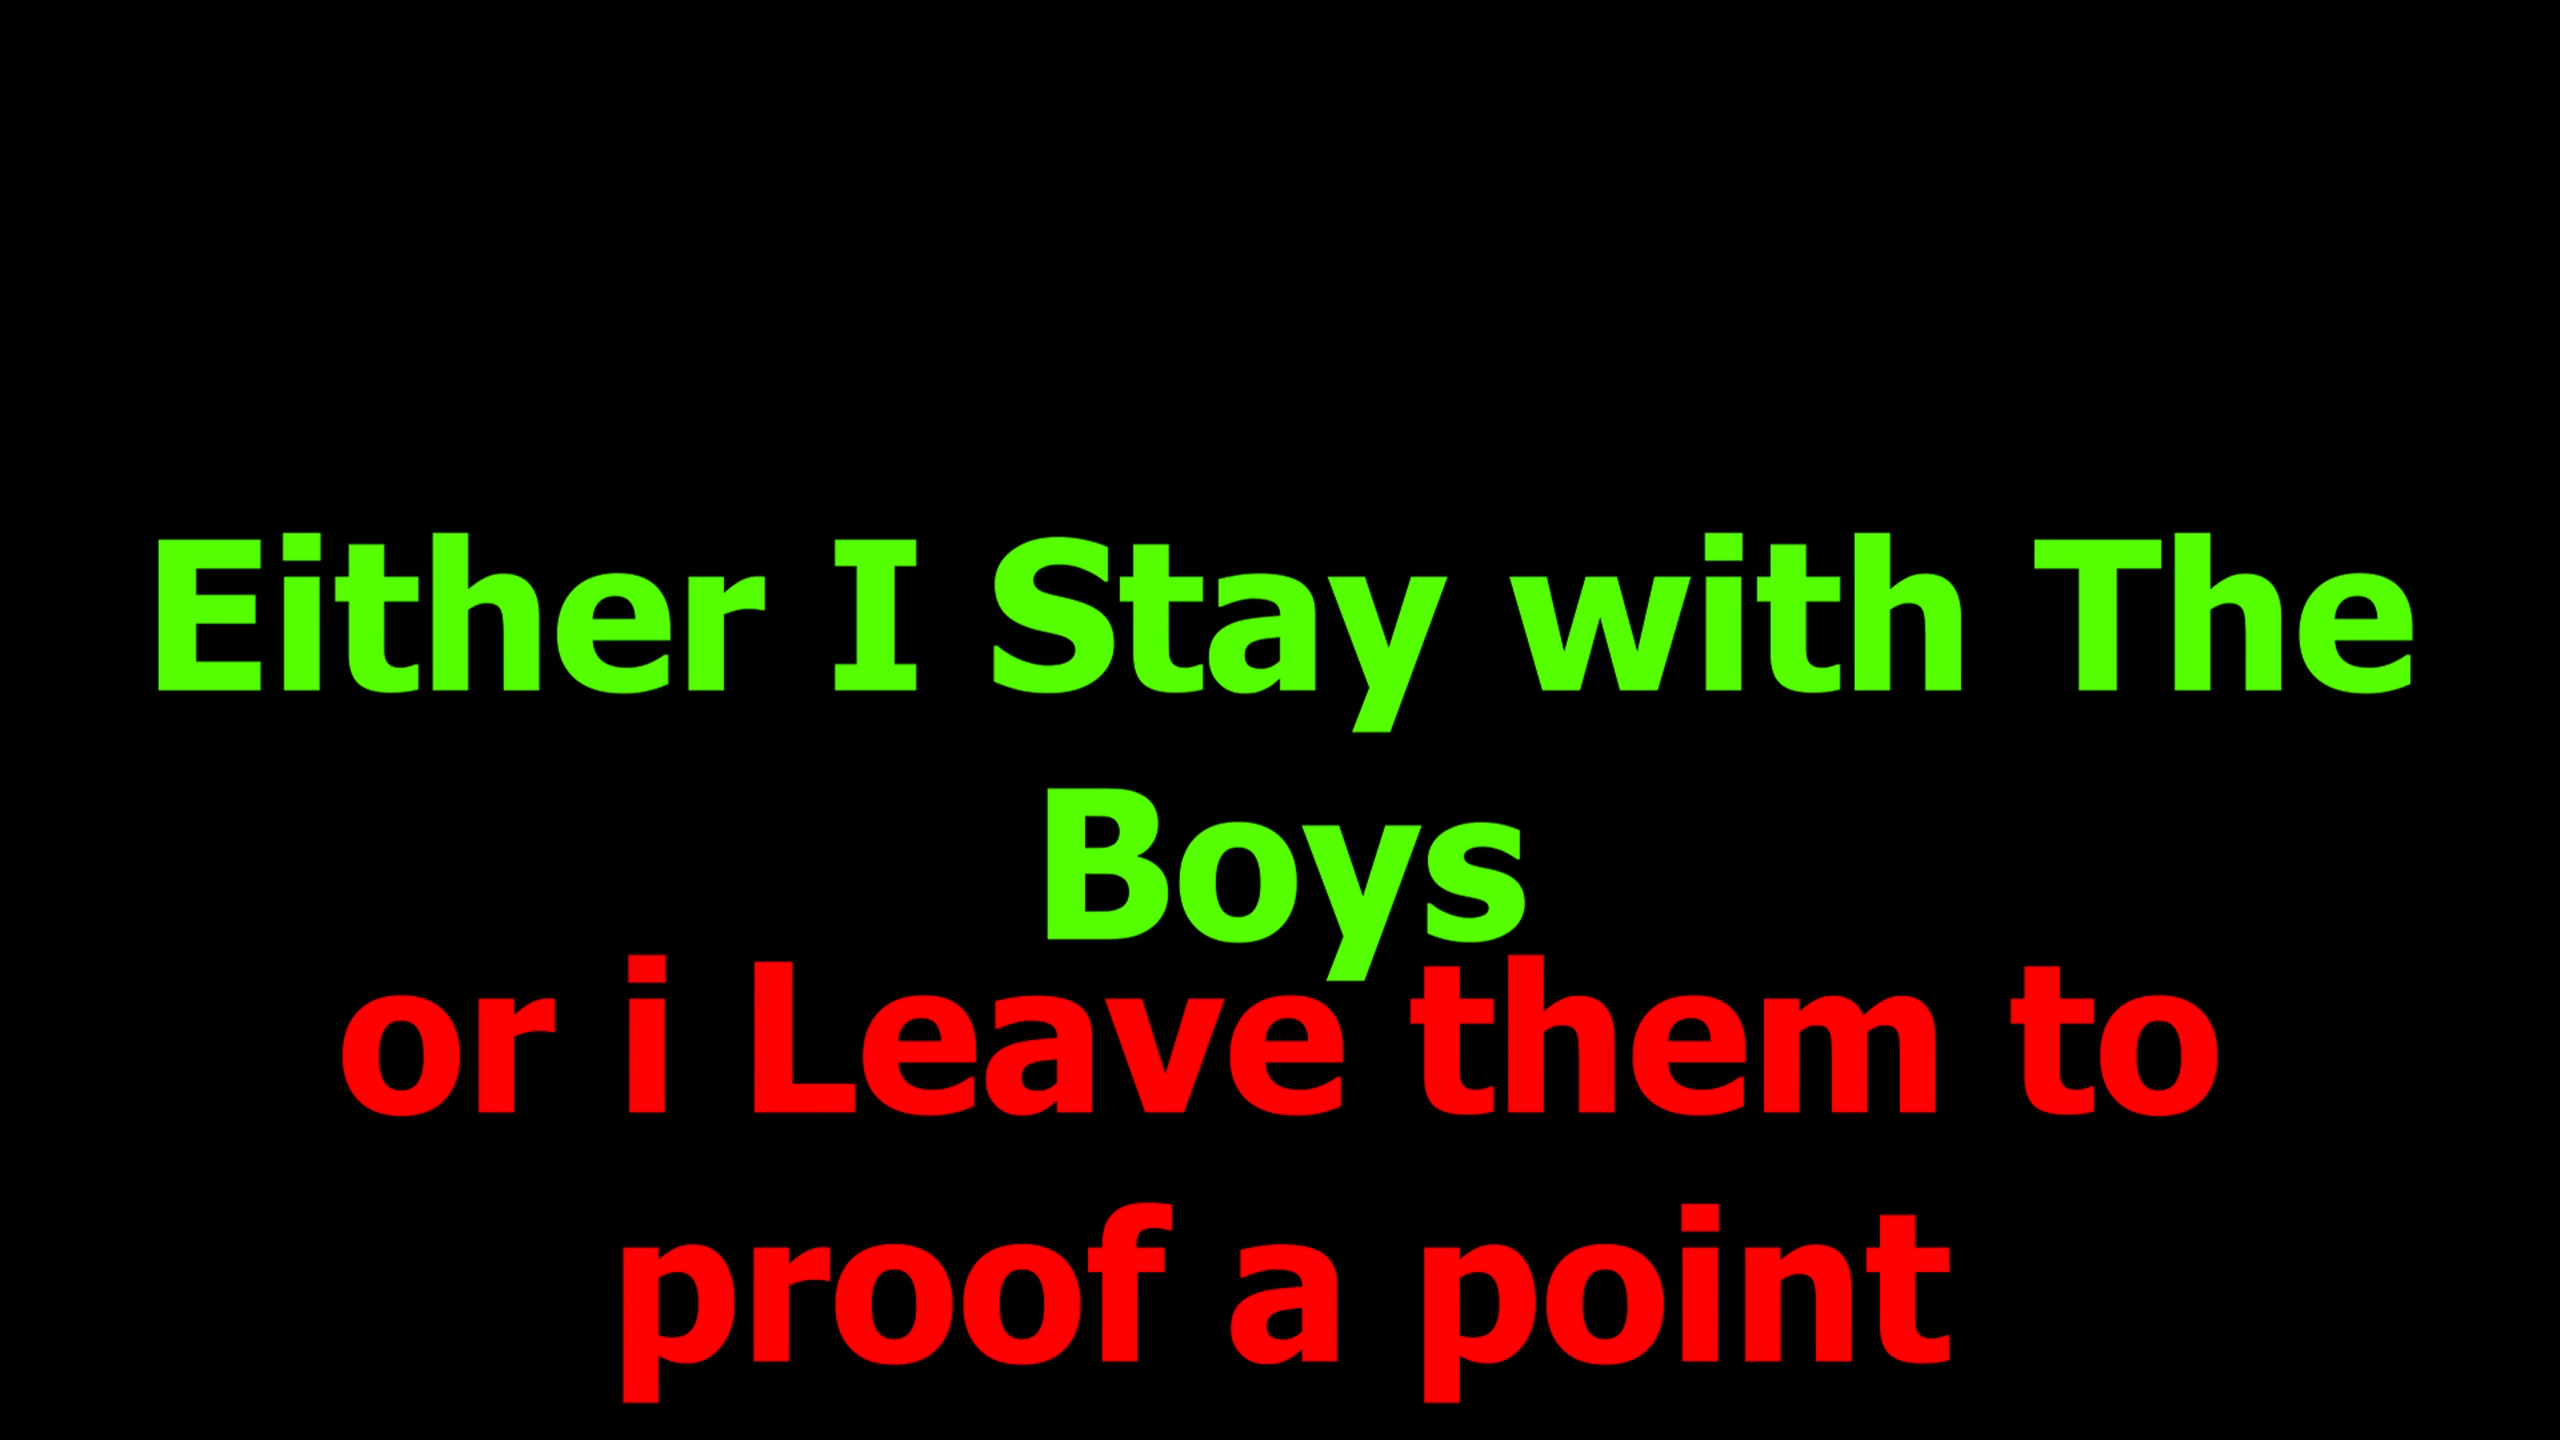 Either I Stay with The
Boys
or i Leave them to
proof a point